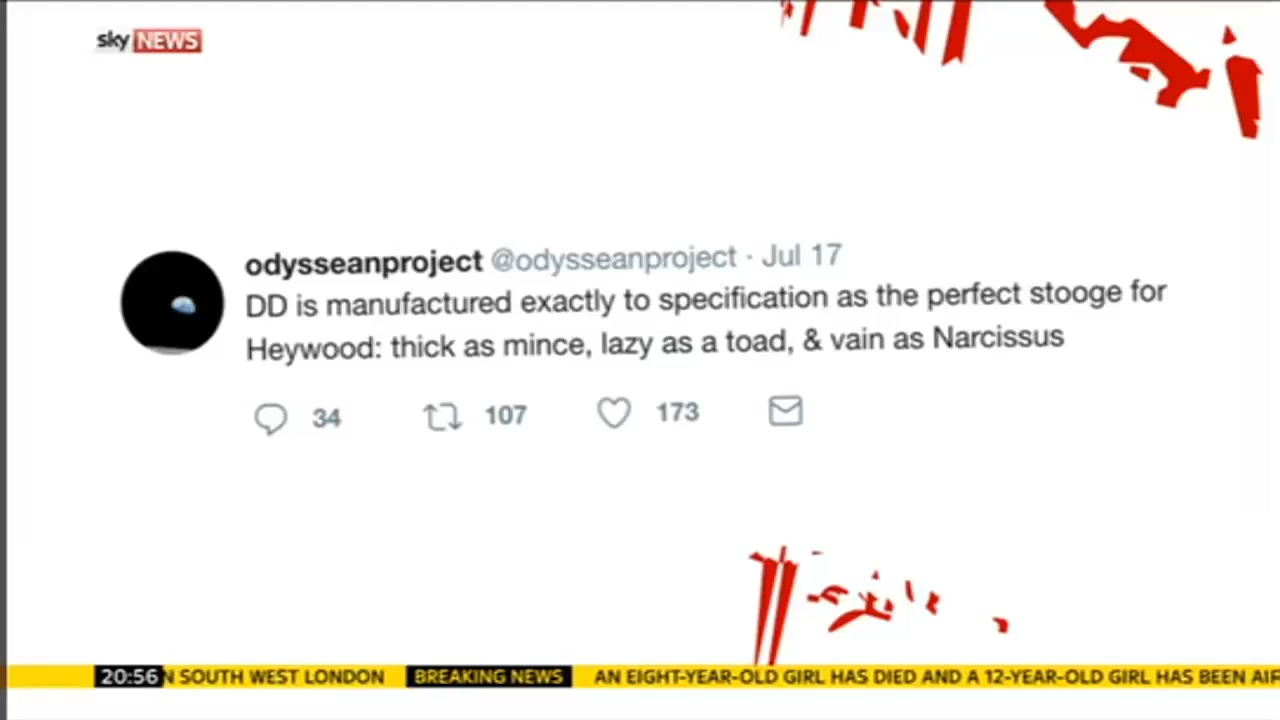 sky NEWS
odysseanproject @odysseanproject · Jul 17
DD is manufactured exactly to specification as the perfect stooge for
Heywood: thick as mince, lazy as a toad, & vain as Narcissus
34 107 173
20:56 N SOUTH WEST LONDON BREAKING NEWS AN EIGHT-YEAR-OLD GIRL HAS DIED AND A 12-YEAR-OLD GIRL HAS BEEN AIR